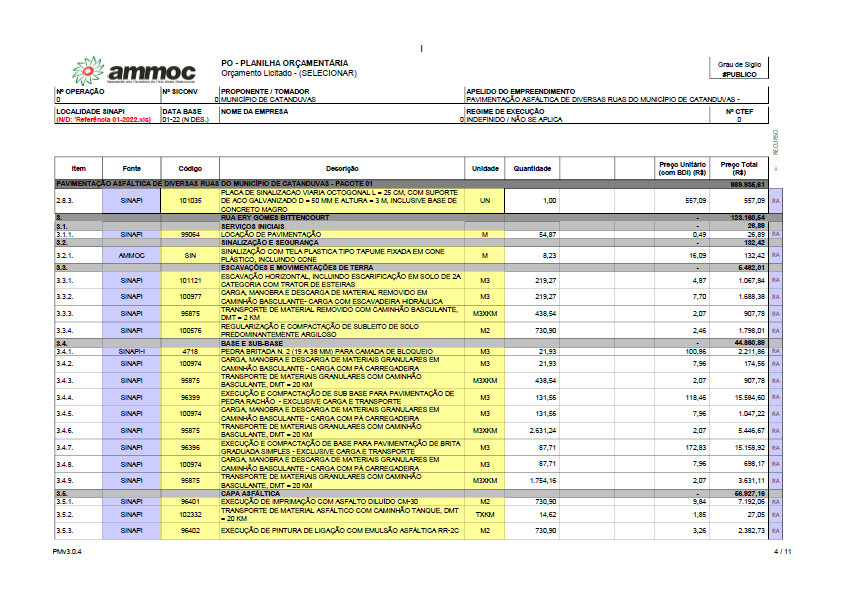 ammoc
PO - PLANILHA ORÇAMENTÁRIA
Orçamento Licitado - (SELECIONAR)
Grau de Sigilo
#PUBLICO
Nº OPERAÇÃO Nº SICONV PROPONENTE / TOMADOR APELIDO DO EMPREENDIMENTO
0 0 MUNICÍPIO DE CATANDUVAS PAVIMENTAÇÃO ASFÁLTICA DE DIVERSAS RUAS DO MUNICÍPIO DE CATANDUVAS -
LOCALIDADE SINAPI DATA BASE NOME DA EMPRESA REGIME DE EXECUÇÃO Nº CTEF
(N/D: "Referência 01-2022.xls) 01-22 (N DES.) 0 INDEFINIDO / NÃO SE APLICA 0
RECURSO
Item Fonte Código Descrição Unidade Quantidade Preço Unitário (com BDI) (R$) Preço Total (R$)
PAVIMENTAÇÃO ASFÁLTICA DE DIVERSAS RUAS DO MUNICÍPIO DE CATANDUVAS - PACOTE 01 989.835,81
2.8.3. SINAPI 101035 PLACA DE SINALIZACAO VIARIA OCTOGONAL L = 25 CM, COM SUPORTE
DE ACO GALVANIZADO D = 50 MM E ALTURA = 3 M, INCLUSIVE BASE DE
CONCRETO MAGRO UN 1,00 557,09 557,09 RA
3. RUA ERY GOMES BITTENCOURT - 123.160,54
3.1. SERVIÇOS INICIAIS - 26,89
3.1.1. SINAPI 99064 LOCAÇÃO DE PAVIMENTAÇÃO M 54,87 0,49 26,89 RA
3.2. SINALIZAÇÃO E SEGURANÇA - 132,42
3.2.1. AMMOC SIN SINALIZAÇÃO COM TELA PLASTICA TIPO TAPUME FIXADA EM CONE
PLÁSTICO, INCLUINDO CONE M 8,23 16,09 132,42 RA
3.3. ESCAVAÇÕES E MOVIMENTAÇÕES DE TERRA - 5.462,01
3.3.1. SINAPI 101121 ESCAVAÇÃO HORIZONTAL, INCLUINDO ESCARIFICAÇÃO EM SOLO DE 2A
CATEGORIA COM TRATOR DE ESTEIRAS M3 219,27 4,87 1.067,84 RA
3.3.2. SINAPI 100977 CARGA, MANOBRA E DESCARGA DE MATERIAL REMOVIDO EM
CAMINHÃO BASCULANTE- CARGA COM ESCAVADEIRA HIDRÁULICA M3 219,27 7,70 1.688,38 RA
3.3.3. SINAPI 95875 TRANSPORTE DE MATERIAL REMOVIDO COM CAMINHÃO BASCULANTE,
DMT = 2 KM M3XKM 438,54 2,07 907,78 RA
3.3.4. SINAPI 100576 REGULARIZAÇÃO E COMPACTAÇÃO DE SUBLEITO DE SOLO
PREDOMINANTEMENTE ARGILOSO M2 730,90 2,46 1.798,01 RA
3.4. BASE E SUB-BASE - 44.860,89
3.4.1. SINAPI-I 4718 PEDRA BRITADA N. 2 (19 A 38 MM) PARA CAMADA DE BLOQUEIO M3 21,93 100,86 2.211,86 RA
3.4.2. SINAPI 100974 CARGA, MANOBRA E DESCARGA DE MATERIAIS GRANULARES EM
CAMINHÃO BASCULANTE - CARGA COM PÁ CARREGADEIRA M3 21,93 7,96 174,56 RA
3.4.3. SINAPI 95875 TRANSPORTE DE MATERIAIS GRANULARES COM CAMINHÃO
BASCULANTE, DMT = 20 KM M3XKM 438,54 2,07 907,78 RA
3.4.4. SINAPI 96399 EXECUÇÃO E COMPACTAÇÃO DE SUB BASE PARA PAVIMENTAÇÃO DE
PEDRA RACHÃO - EXCLUSIVE CARGA E TRANSPORTE M3 131,56 118,46 15.584,60 RA
3.4.5. SINAPI 100974 CARGA, MANOBRA E DESCARGA DE MATERIAIS GRANULARES EM
CAMINHÃO BASCULANTE - CARGA COM PÁ CARREGADEIRA M3 131,56 7,96 1.047,22 RA
3.4.6. SINAPI 95875 TRANSPORTE DE MATERIAIS GRANULARES COM CAMINHÃO
BASCULANTE, DMT = 20 KM M3XKM 2.631,24 2,07 5.446,67 RA
3.4.7. SINAPI 96396 EXECUÇÃO E COMPACTAÇÃO DE BASE PARA PAVIMENTAÇÃO DE BRITA
GRADUADA SIMPLES - EXCLUSIVE CARGA E TRANSPORTE M3 87,71 172,83 15.158,92 RA
3.4.8. SINAPI 100974 CARGA, MANOBRA E DESCARGA DE MATERIAIS GRANULARES EM
CAMINHÃO BASCULANTE - CARGA COM PÁ CARREGADEIRA M3 87,71 7,96 698,17 RA
3.4.9. SINAPI 95875 TRANSPORTE DE MATERIAIS GRANULARES COM CAMINHÃO
BASCULANTE, DMT = 20 KM M3XKM 1.754,16 2,07 3.631,11 RA
3.5. CAPA ASFÁLTICA - 56.827,16
3.5.1. SINAPI 96401 EXECUÇÃO DE IMPRIMAÇÃO COM ASFALTO DILUÍDO CM-30 M2 730,90 9,84 7.192,06 RA
3.5.2. SINAPI 102332 TRANSPORTE DE MATERIAL ASFÁLTICO COM CAMINHÃO TANQUE, DMT
= 20 KM TXKM 14,62 1,85 27,05 RA
3.5.3. SINAPI 96402 EXECUÇÃO DE PINTURA DE LIGAÇÃO COM EMULSÃO ASFÁLTICA RR-2C M2 730,90 3,26 2.382,73 RA
PMv3.0.4 4 / 11